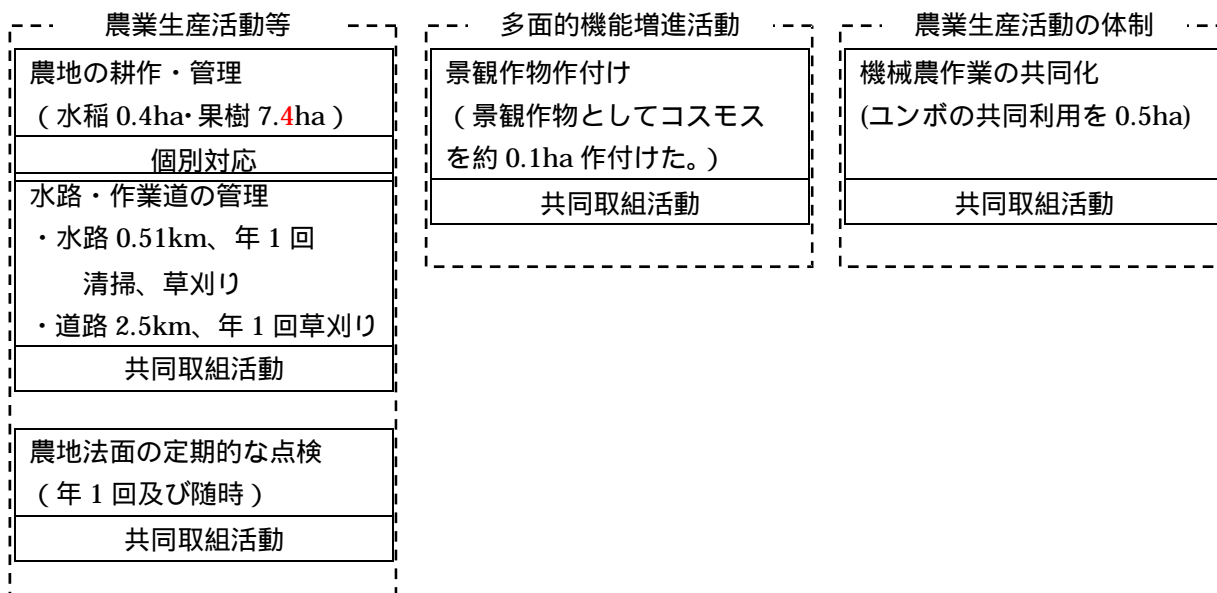 農業生産活動等
農地の耕作・管理
（水稲 0.4ha・果樹 7.4ha）
個別対応
水路・作業道の管理
・水路 0.51km、年 1 回
清掃、草刈り
・道路 2.5km、年 1 回草刈り
共同取組活動
農地法面の定期的な点検
（年 1 回及び随時）
共同取組活動
多面的機能増進活動
景観作物作付け
（景観作物としてコスモス
を約 0.1ha 作付けた。）
共同取組活動
農業生産活動の体制
機械農作業の共同化
(ユンボの共同利用を 0.5ha)
共同取組活動